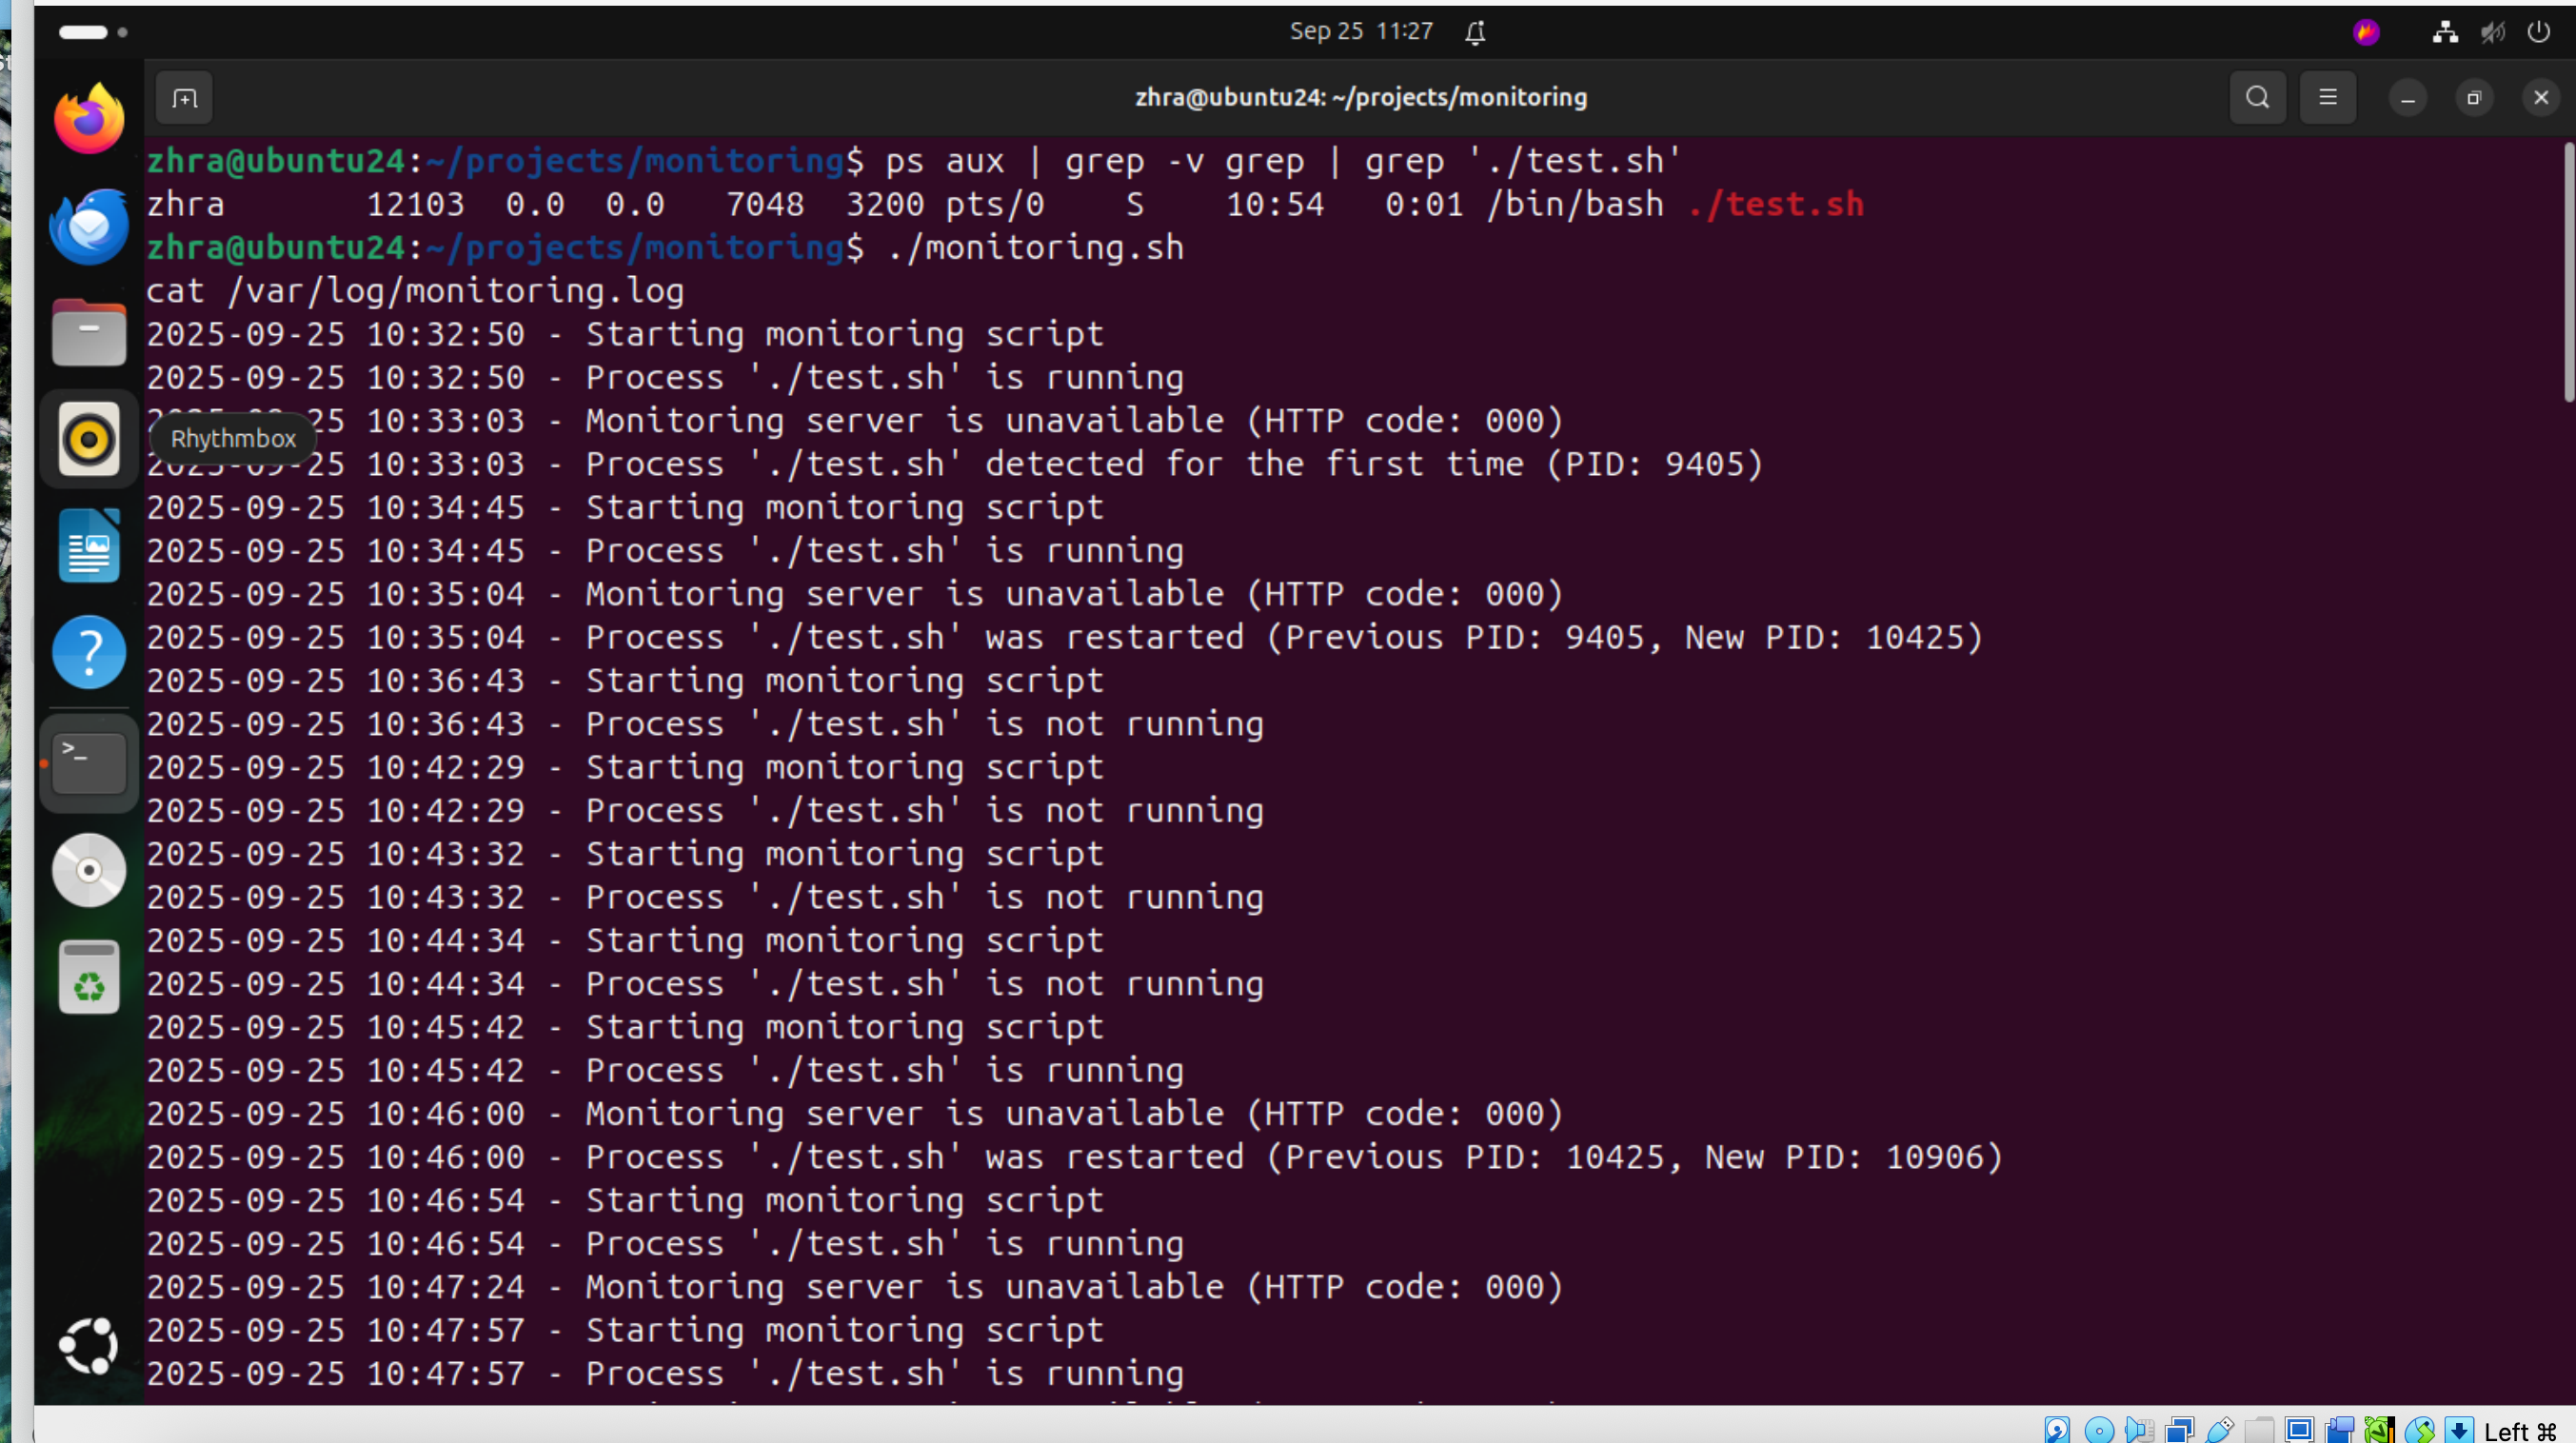 Sep 25 11:27
zhra@ubuntu24: ~/projects/monitoring
zhra@ubuntu24:~/projects/monitoring$ ps aux | grep -v grep | grep './test.sh'
zhra 12103 0.0 0.0 7048 3200 pts/0 S 10:54 0:01 /bin/bash ./test.sh
zhra@ubuntu24:~/projects/monitoring$ ./monitoring.sh
cat /var/log/monitoring.log
2025-09-25 10:32:50 - Starting monitoring script
2025-09-25 10:32:50 - Process './test.sh' is running
25 10:33:03 - Monitoring server is unavailable (HTTP code: 000)
Rhythmbox
25 10:33:03 - Process './test.sh' detected for the first time (PID: 9405)
2025-09-25 10:34:45 - Starting monitoring script
2025-09-25 10:34:45 - Process './test.sh' is running
2025-09-25 10:35:04 - Monitoring server is unavailable (HTTP code: 000)
2025-09-25 10:35:04 - Process './test.sh' was restarted (Previous PID: 9405, New PID: 10425)
2025-09-25 10:36:43 - Starting monitoring script
2025-09-25 10:36:43 - Process './test.sh' is not running
2025-09-25 10:42:29 - Starting monitoring script
2025-09-25 10:42:29 - Process './test.sh' is not running
2025-09-25 10:43:32 - Starting monitoring script
2025-09-25 10:43:32 - Process './test.sh' is not running
2025-09-25 10:44:34 - Starting monitoring script
2025-09-25 10:44:34 - Process './test.sh' is not running
2025-09-25 10:45:42 - Starting monitoring script
2025-09-25 10:45:42 - Process './test.sh' is running
2025-09-25 10:46:00 - Monitoring server is unavailable (HTTP code: 000)
2025-09-25 10:46:00 - Process './test.sh' was restarted (Previous PID: 10425, New PID: 10906)
2025-09-25 10:46:54 - Starting monitoring script
2025-09-25 10:46:54 - Process './test.sh' is running
2025-09-25 10:47:24 - Monitoring server is unavailable (HTTP code: 000)
2025-09-25 10:47:57 - Starting monitoring script
2025-09-25 10:47:57 - Process './test.sh' is running
Left ⌘